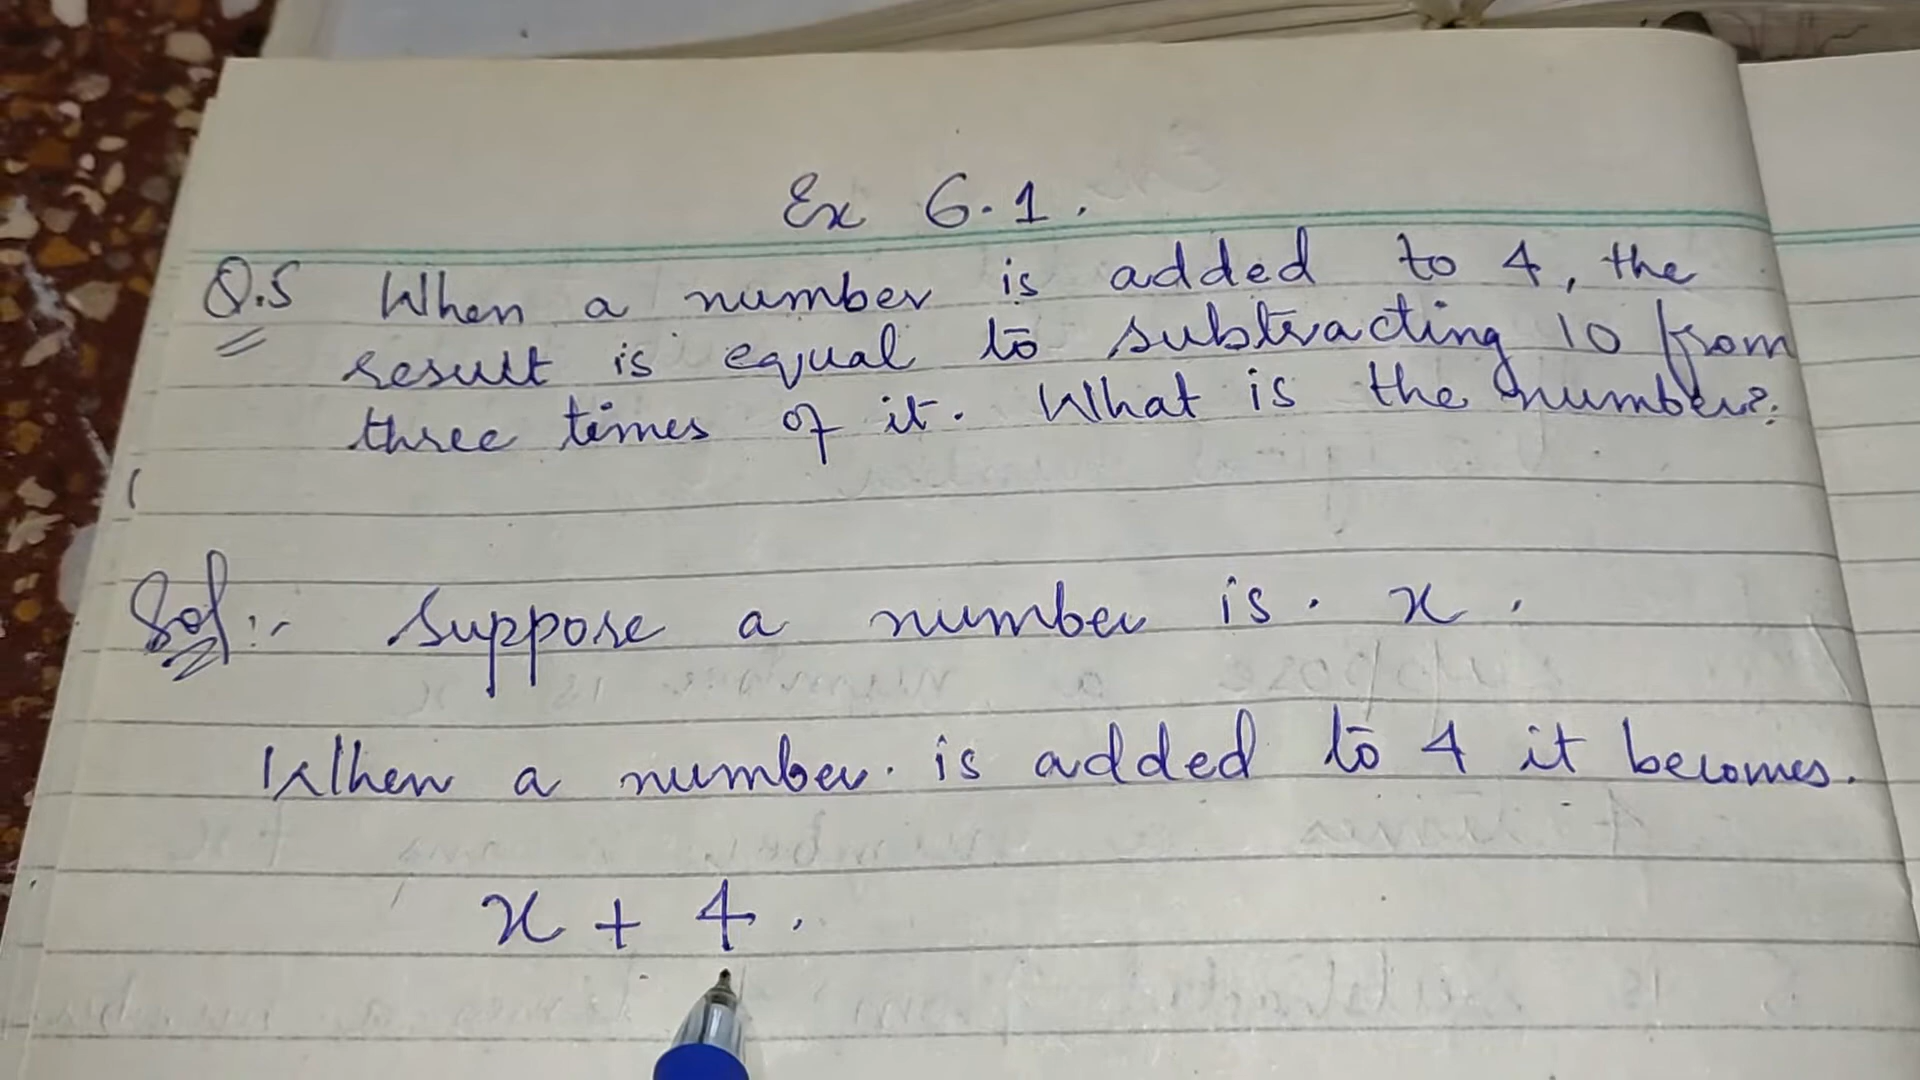 Ex 6.1.
Q.5 When a number is added to 4, the
result is equal to subtracting 10 from
three times of it. What is the number?.
Sol:- Suppose a number is. x.
When a number. is added to 4 it becomes.
x + 4.